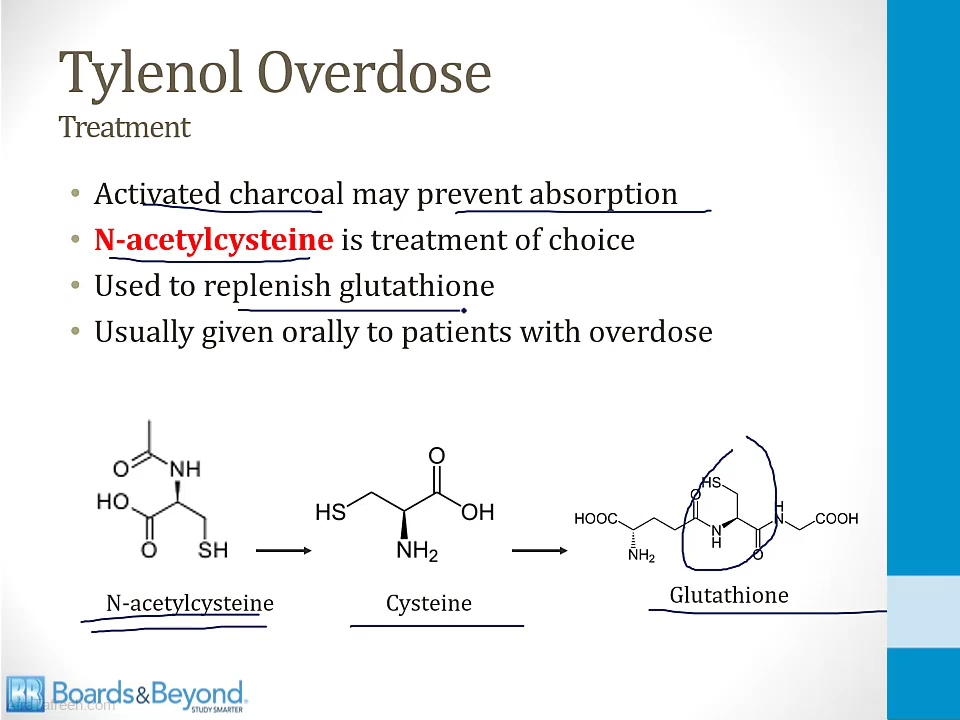 Tylenol Overdose
Treatment
• Activated charcoal may prevent absorption
• N-acetylcysteine is treatment of choice
• Used to replenish glutathione
• Usually given orally to patients with overdose
O NH
HO
O SH
O
HS OH
NH2
HS
O H
HOOC N COOH
N
H
NH2 O
N-acetylcysteine
Cysteine
Glutathione
BB Boards&Beyond.
STUDY SMARTER